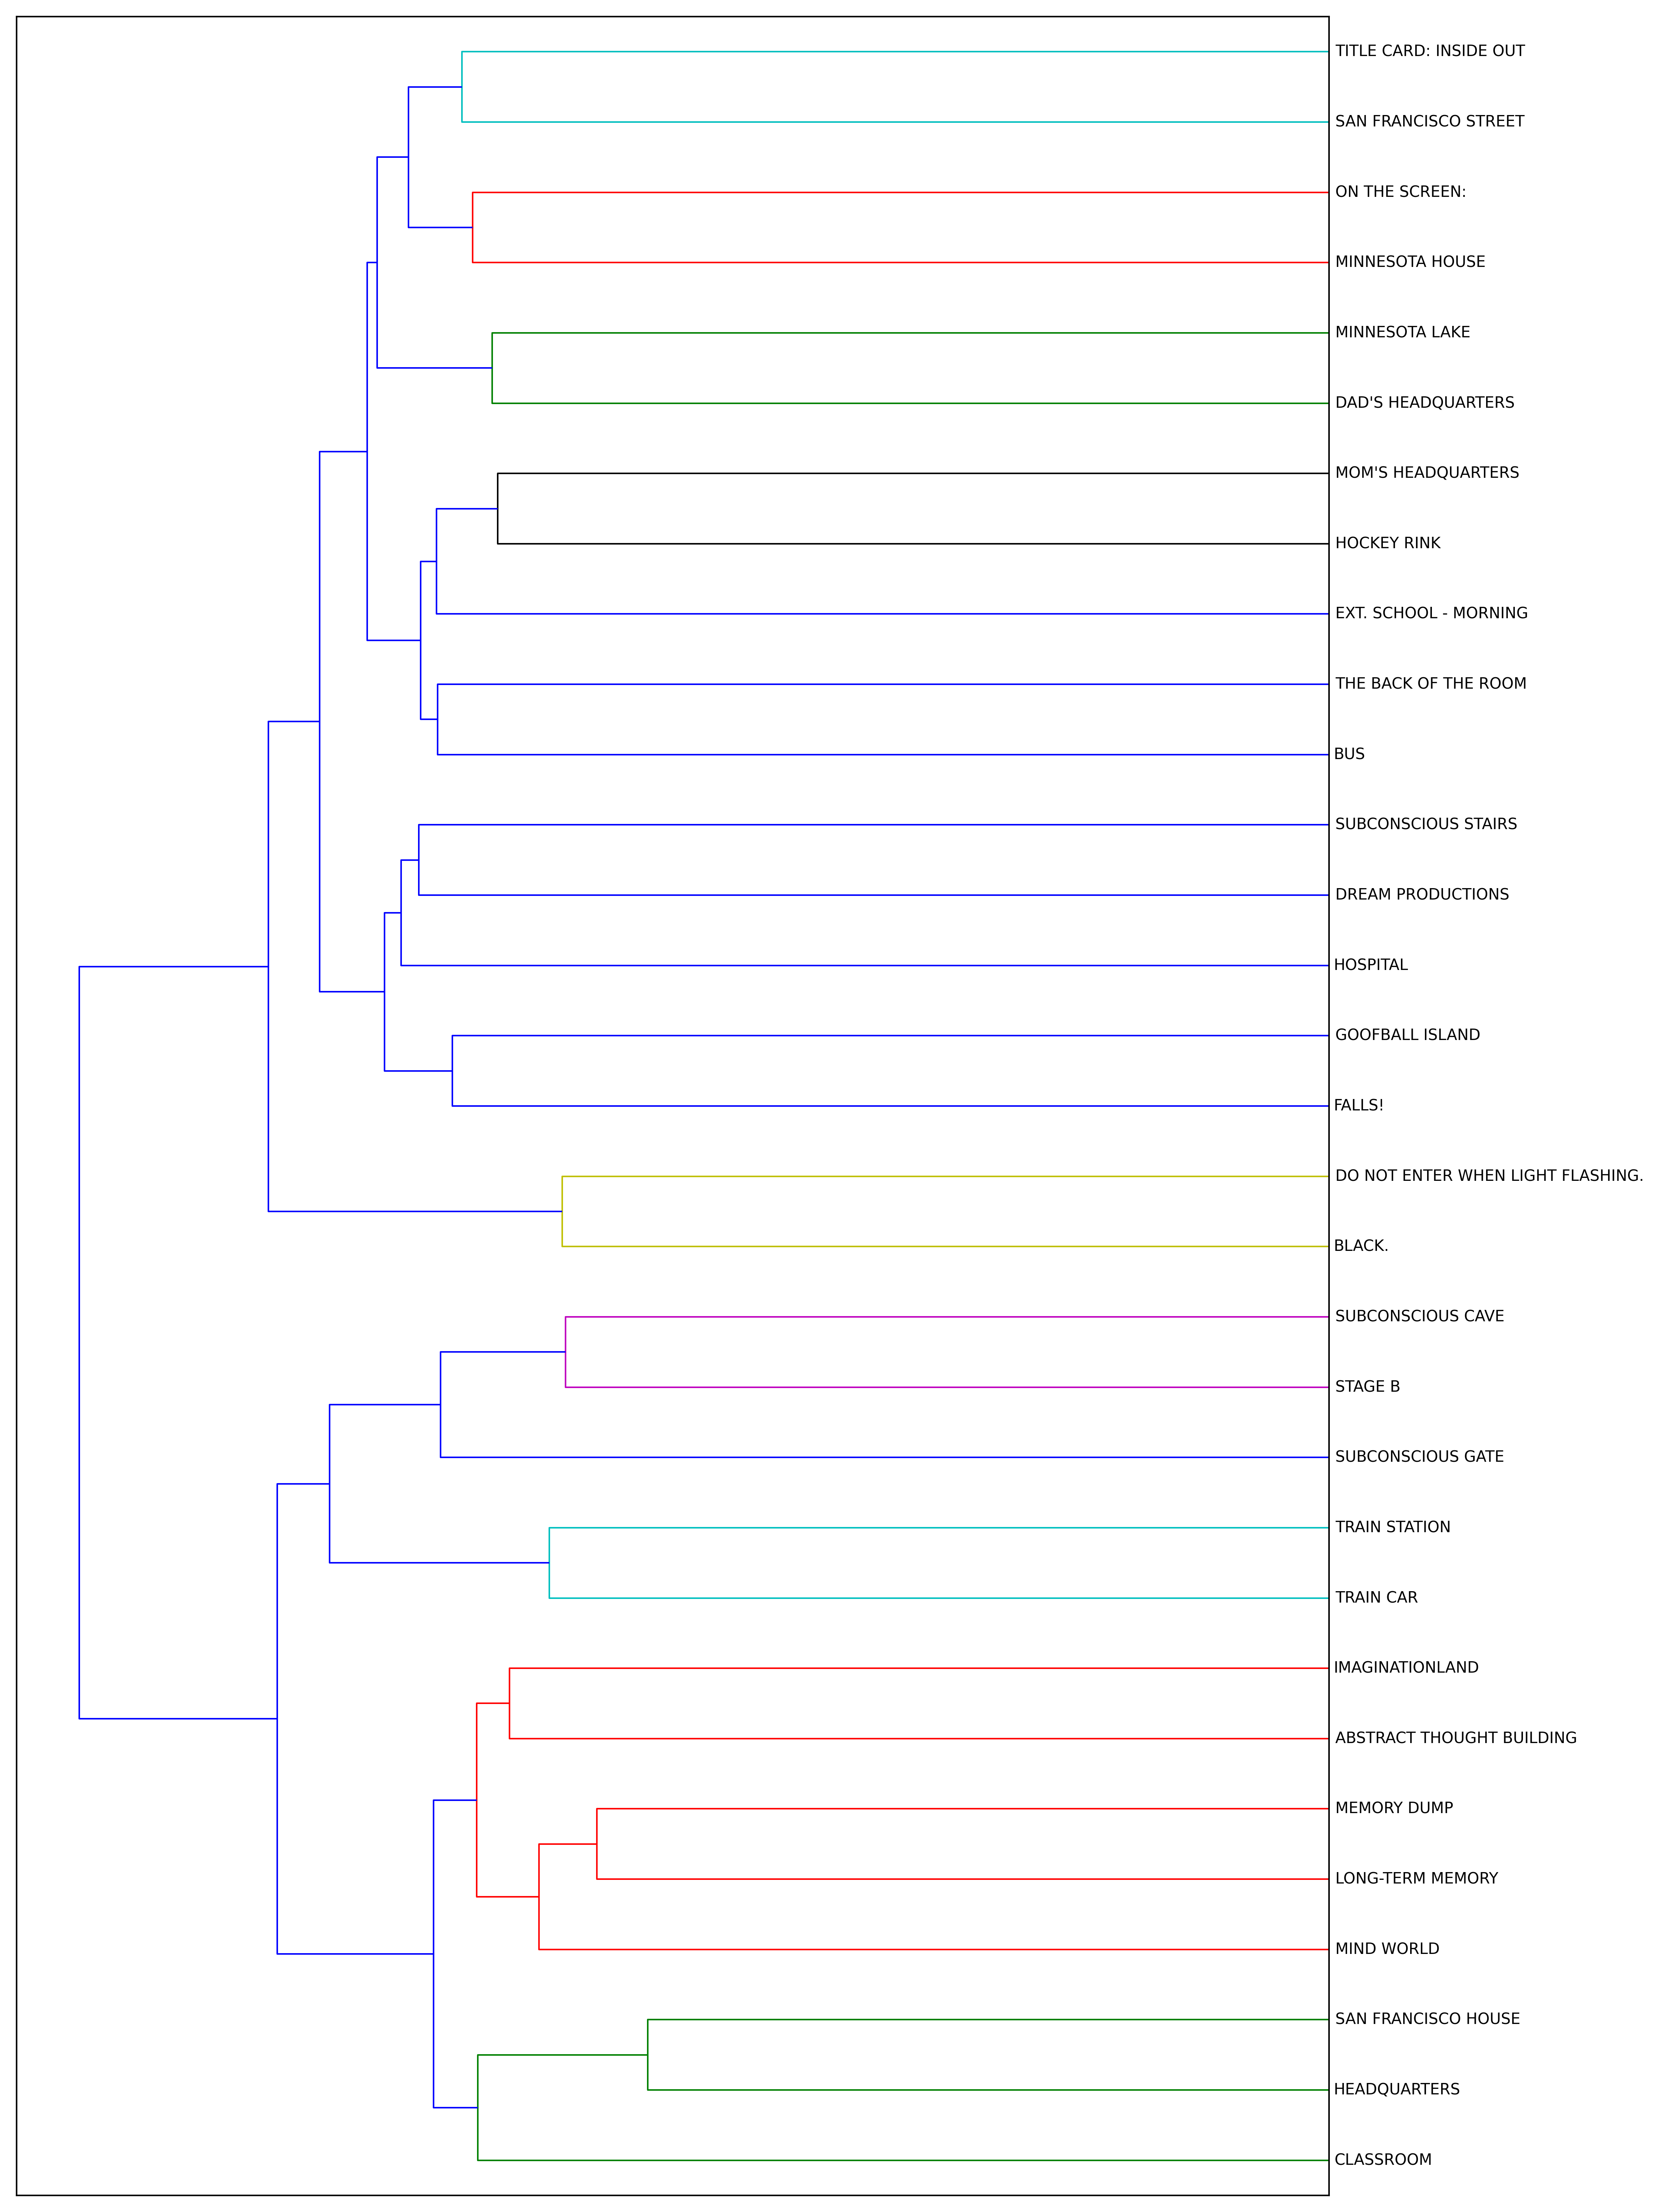 TITLE CARD: INSIDE OUT
SAN FRANCISCO STREET
ON THE SCREEN:
MINNESOTA HOUSE
MINNESOTA LAKE
DAD'S HEADQUARTERS
MOM'S HEADQUARTERS
HOCKEY RINK
EXT. SCHOOL - MORNING
THE BACK OF THE ROOM
BUS
SUBCONSCIOUS STAIRS
DREAM PRODUCTIONS
HOSPITAL
GOOFBALL ISLAND
FALLS!
DO NOT ENTER WHEN LIGHT FLASHING.
BLACK.
SUBCONSCIOUS CAVE
STAGE B
SUBCONSCIOUS GATE
TRAIN STATION
TRAIN CAR
IMAGINATIONLAND
ABSTRACT THOUGHT BUILDING
MEMORY DUMP
LONG-TERM MEMORY
MIND WORLD
SAN FRANCISCO HOUSE
HEADQUARTERS
CLASSROOM